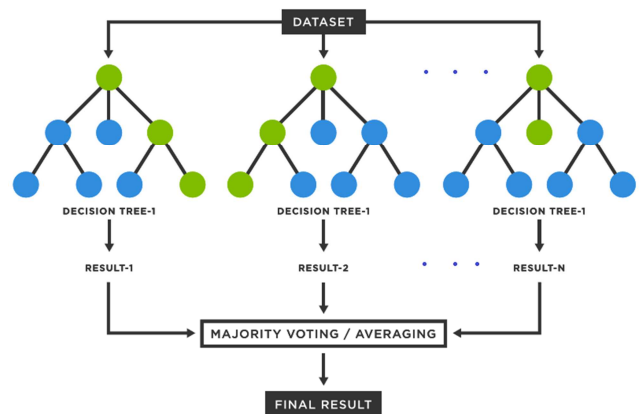 DATASET
DECISION TREE-1
DECISION TREE-1
DECISION TREE-1
RESULT-1
RESULT-2
RESULT-N
MAJORITY VOTING / AVERAGING
FINAL RESULT